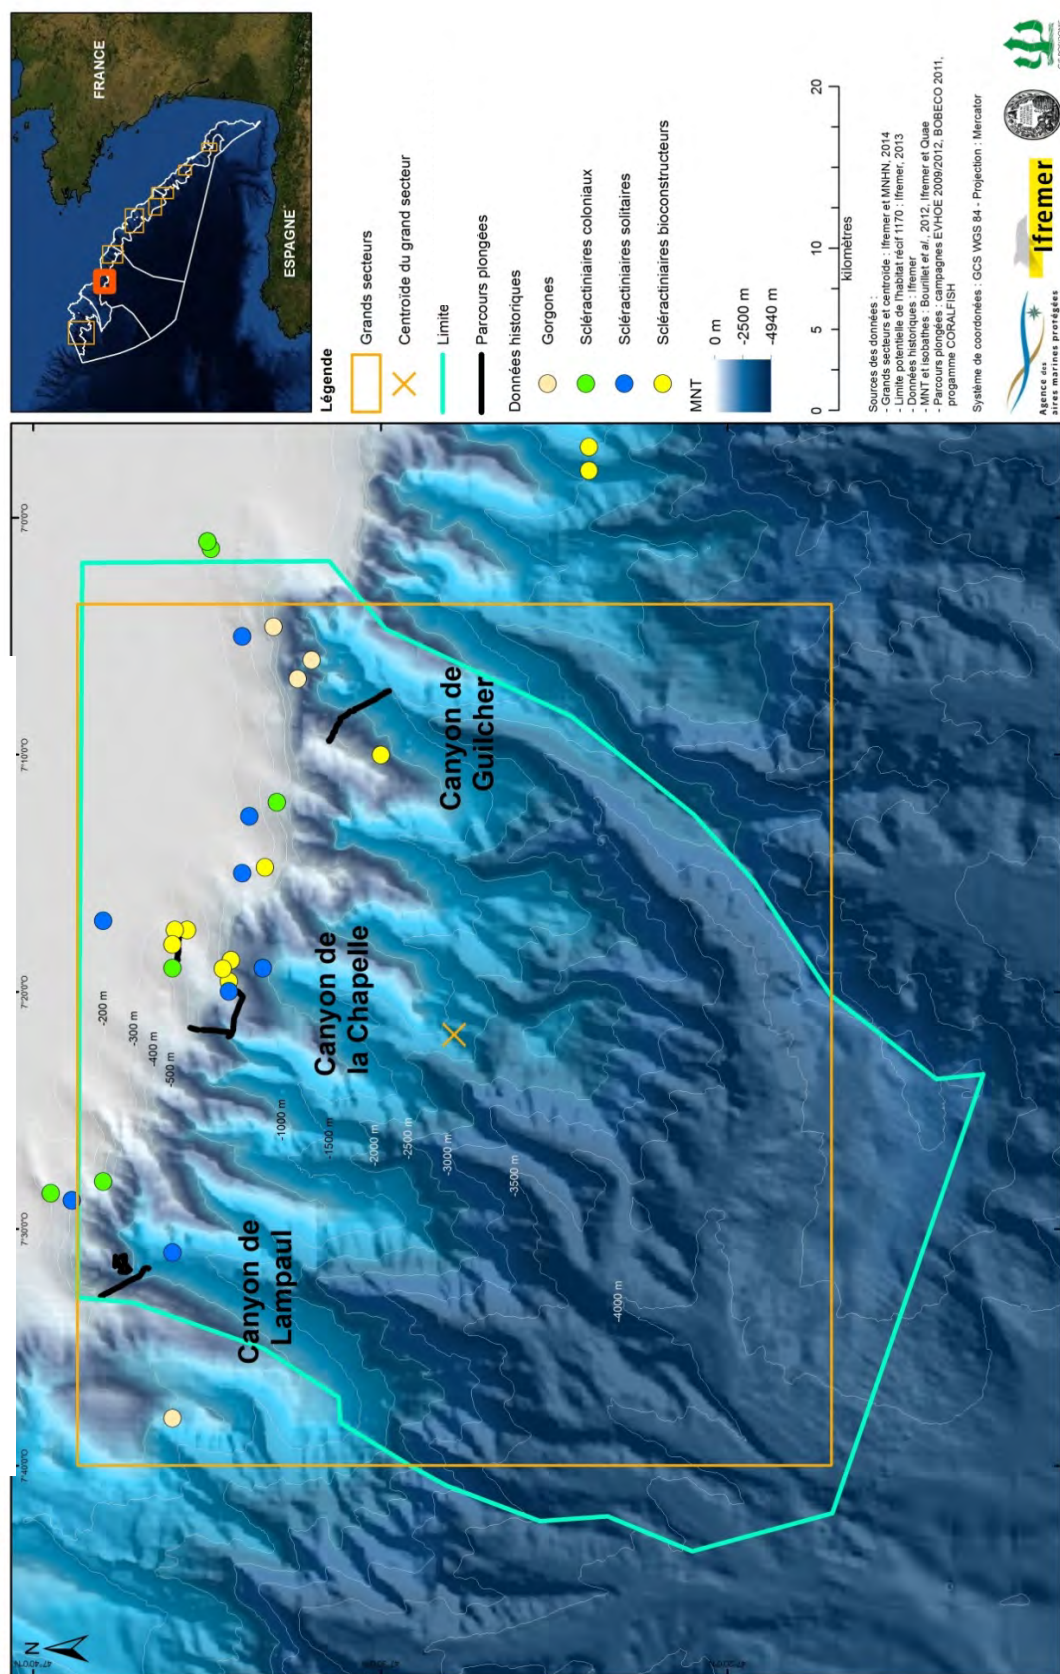 N
7°40'0"O
7°30'0"O
7°20'0"O
7°10'0"O
7°0'0"O
47°40'0"N
Canyon de
Lampaul
Canyon de
la Chapelle
Canyon de
Guilcher
-200 m
-300 m
-400 m
-500 m
-1000 m
-1500 m
-2000 m
-2500 m
-3000 m
-3500 m
-4000 m
FRANCE
ESPAGNE
Légende
Grands secteurs
Centroïde du grand secteur
Limite
Parcours plongées
Données historiques
Gorgones
Scléractiniaires coloniaux
Scléractiniaires solitaires
Scléractiniaires bioconstructeurs
MNT
0 m
-2500 m
-4940 m
0 5 10 20
kilomètres
Sources des données :
- Grands secteurs et centroïde : Ifremer et MNHN, 2014
- Limite potentielle de l'habitat récif 1170 : Ifremer, 2013
- Données historiques : Ifremer
- MNT et Isobathes : Bourillet et al., 2012, Ifremer et Quae
- Parcours plongées : campagnes EVHOE 2009/2012, BOBECO 2011,
progamme CORALFISH
Système de coordonnées : GCS WGS 84 - Projection : Mercator
Agence des
aires marines protégées
Ifremer